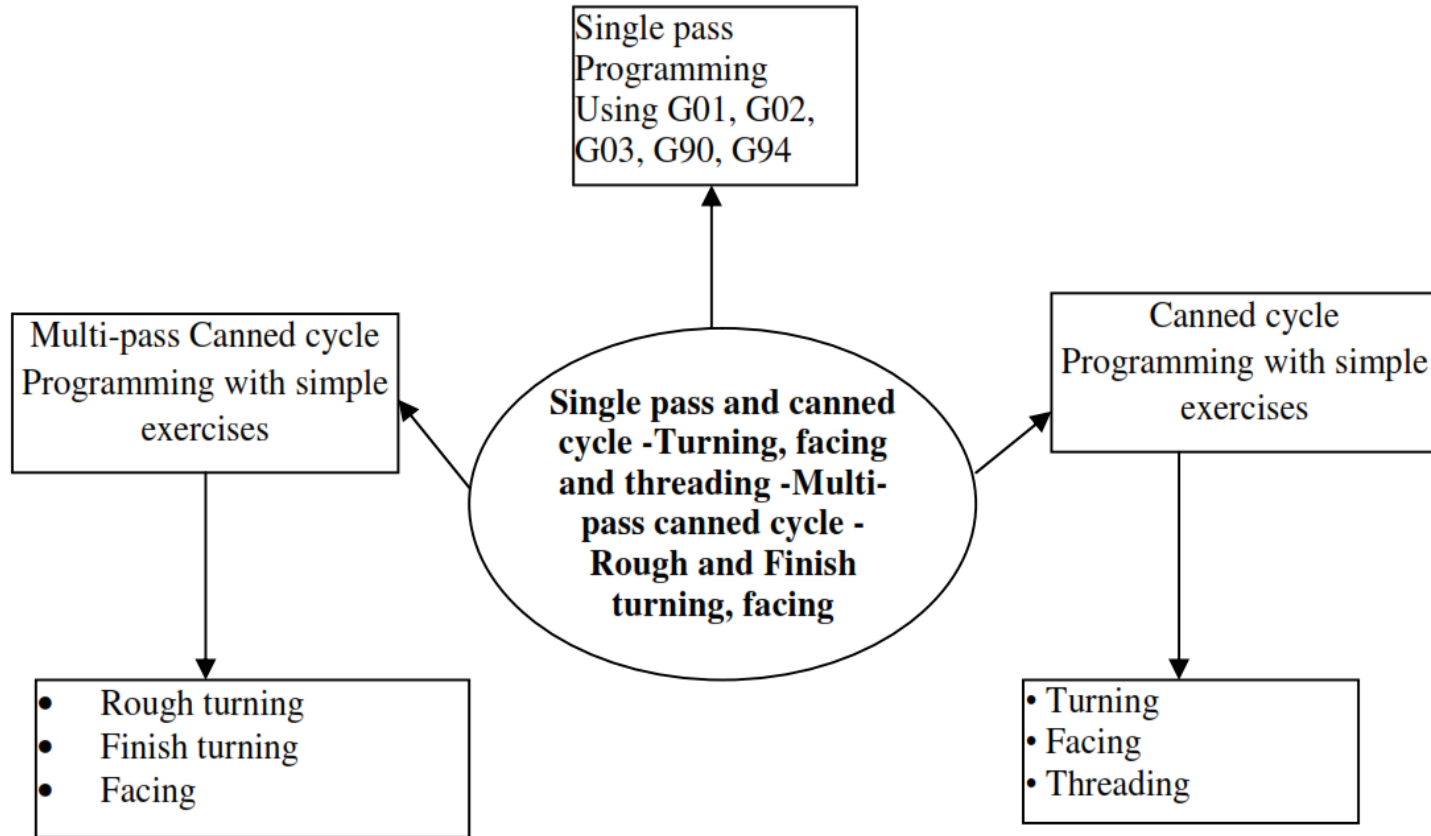 Single pass
Programming
Using G01, G02,
G03, G90, G94
Multi-pass Canned cycle
Programming with simple
exercises
Canned cycle
Programming with simple
exercises
Single pass and canned
cycle -Turning, facing
and threading -Multi-
pass canned cycle -
Rough and Finish
turning, facing
• Rough turning
• Finish turning
• Facing
• Turning
• Facing
• Threading